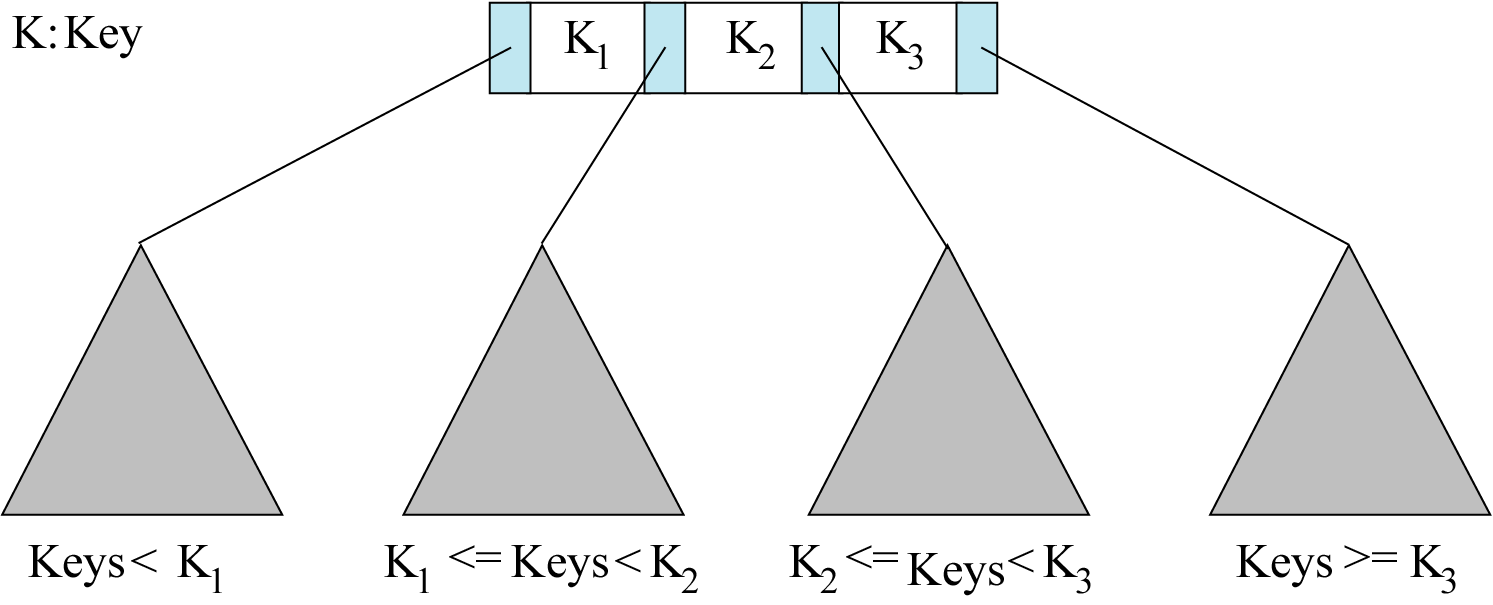 K:Key
K1 K2 K3
Keys< K1
K1 <= Keys<K2
K2 <= Keys<K3
Keys >= K3